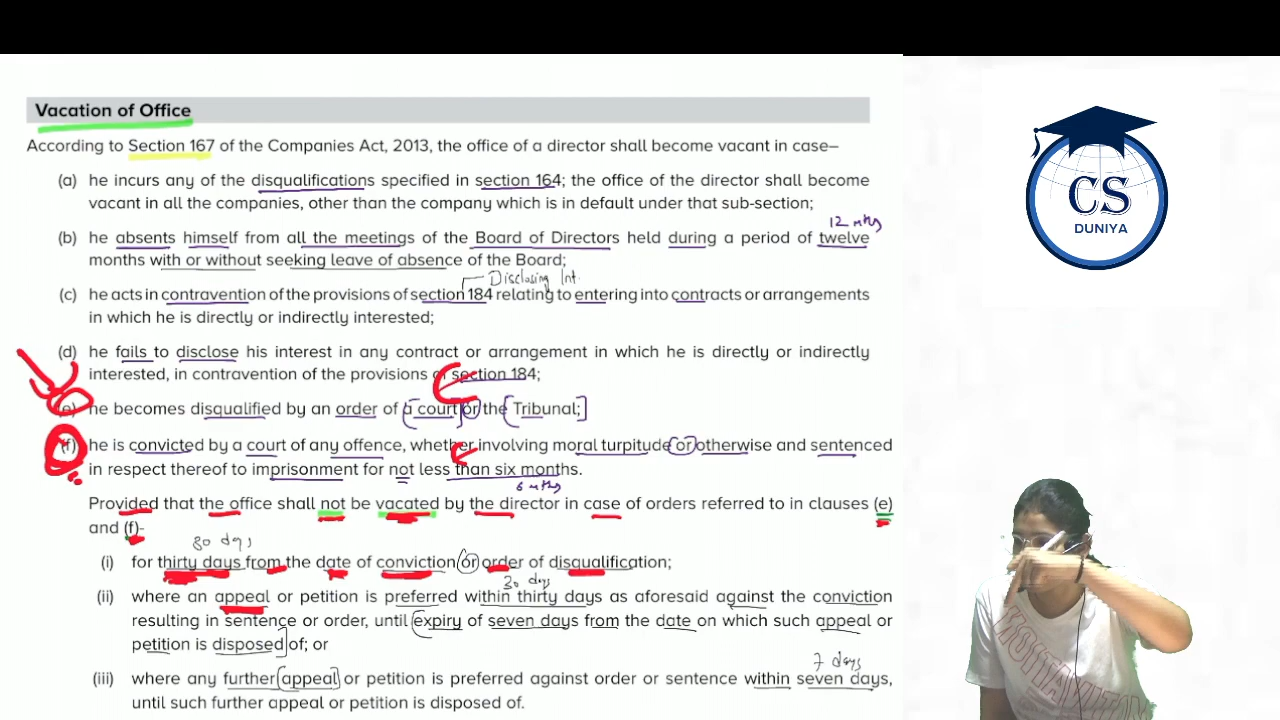 Vacation of Office
According to Section 167 of the Companies Act, 2013, the office of a director shall become vacant in case–
(a) he incurs any of the disqualifications specified in section 164; the office of the director shall become
vacant in all the companies, other than the company which is in default under that sub-section;
12 mths
(b) he absents himself from all the meetings of the Board of Directors held during a period of twelve
months with or without seeking leave of absence of the Board;
Disclosing Int.
(c) he acts in contravention of the provisions of section 184 relating to entering into contracts or arrangements
in which he is directly or indirectly interested;
(d) he fails to disclose his interest in any contract or arrangement in which he is directly or indirectly
interested, in contravention of the provisions of section 184;
(e) he becomes disqualified by an order of a court or the Tribunal;
(f) he is convicted by a court of any offence, whether involving moral turpitude or otherwise and sentenced
in respect thereof to imprisonment for not less than six months.
6 mths
Provided that the office shall not be vacated by the director in case of orders referred to in clauses (e)
and (f)-
30 days
(i) for thirty days from the date of conviction or order of disqualification;
30 days
(ii) where an appeal or petition is preferred within thirty days as aforesaid against the conviction
resulting in sentence or order, until expiry of seven days from the date on which such appeal or
petition is disposed of; or
7 days
(iii) where any further appeal or petition is preferred against order or sentence within seven days,
until such further appeal or petition is disposed of.
CS
DUNIYA